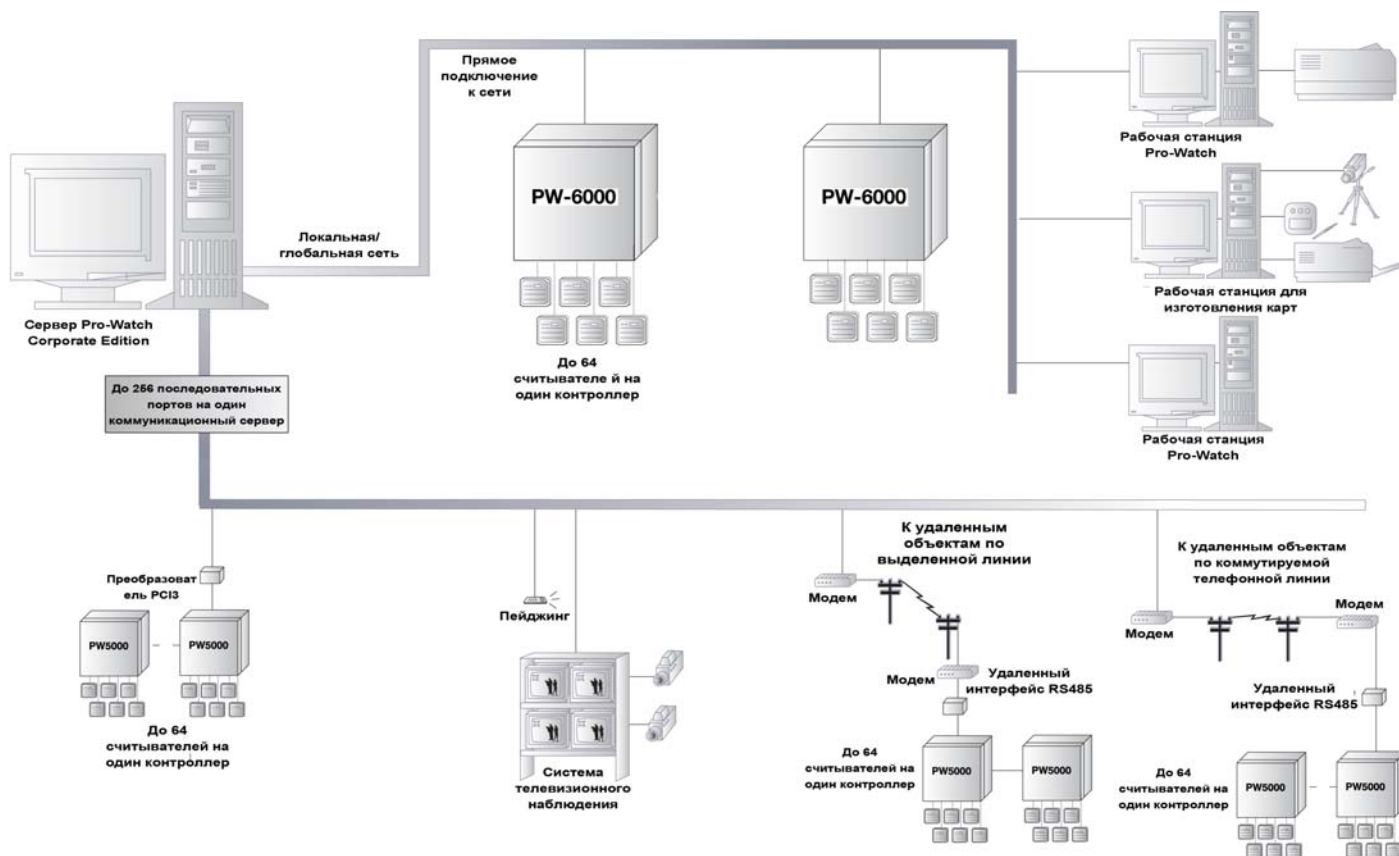 Прямое
подключение
к сети
PW-6000
PW-6000
Рабочая станция
Pro-Watch
Локальная/
глобальная сеть
Рабочая станция для
изготовления карт
Сервер Pro-Watch
Corporate Edition
До 64
считывателе й на
один контроллер
До 256 последовательных
портов на один
коммуникационный сервер
Рабочая станция
Pro-Watch
Преобразоват
ель PCI3
PW5000
PW5000
До 64
считывателей на
один контроллер
Пейджинг
Система
телевизионного
наблюдения
К удаленным
объектам по
выделенной линии
Модем
Модем
Удаленный
интерфейс RS485
До 64
считывателей на
один контроллер
PW5000
PW5000
К удаленным объектам
по коммутируемой
телефонной линии
Модем
Модем
Удаленный
интерфейс RS485
До 64
считывателей на
один контроллер
PW5000
PW5000